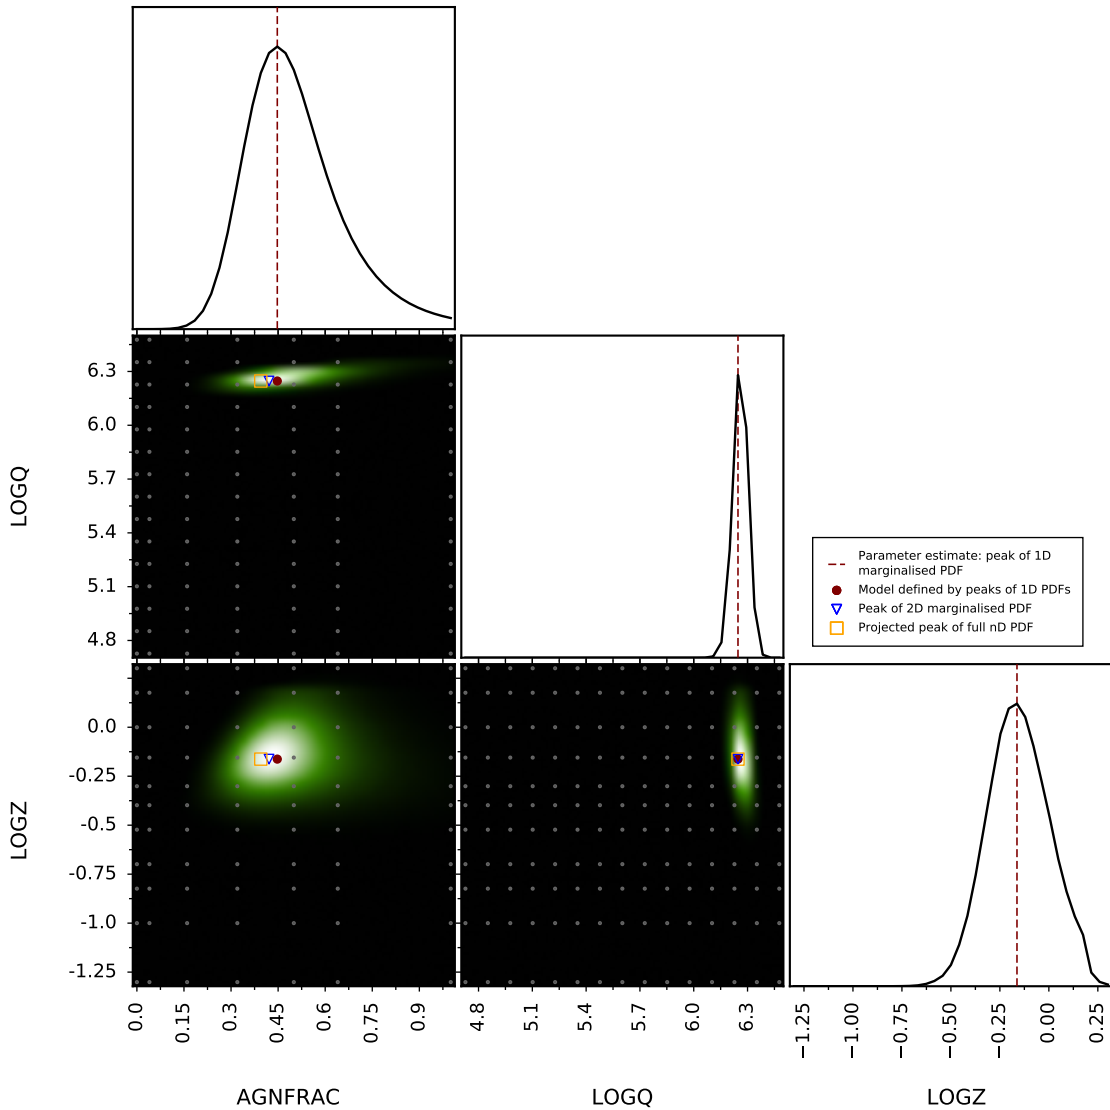 6.3
6.0
5.7
5.4
5.1
4.8
LOGQ
Parameter estimate: peak of 1D
marginalised PDF
Model defined by peaks of 1D PDFs
Peak of 2D marginalised PDF
Projected peak of full nD PDF
0.0
-0.25
-0.5
-0.75
-1.0
-1.25
LOGZ
0.0 0.15 0.3 0.45 0.6 0.75 0.9
4.8 5.1 5.4 5.7 6.0 6.3
−1.25 −1.00 −0.75 −0.50 −0.25 0.00 0.25
AGNFRAC LOGQ LOGZ